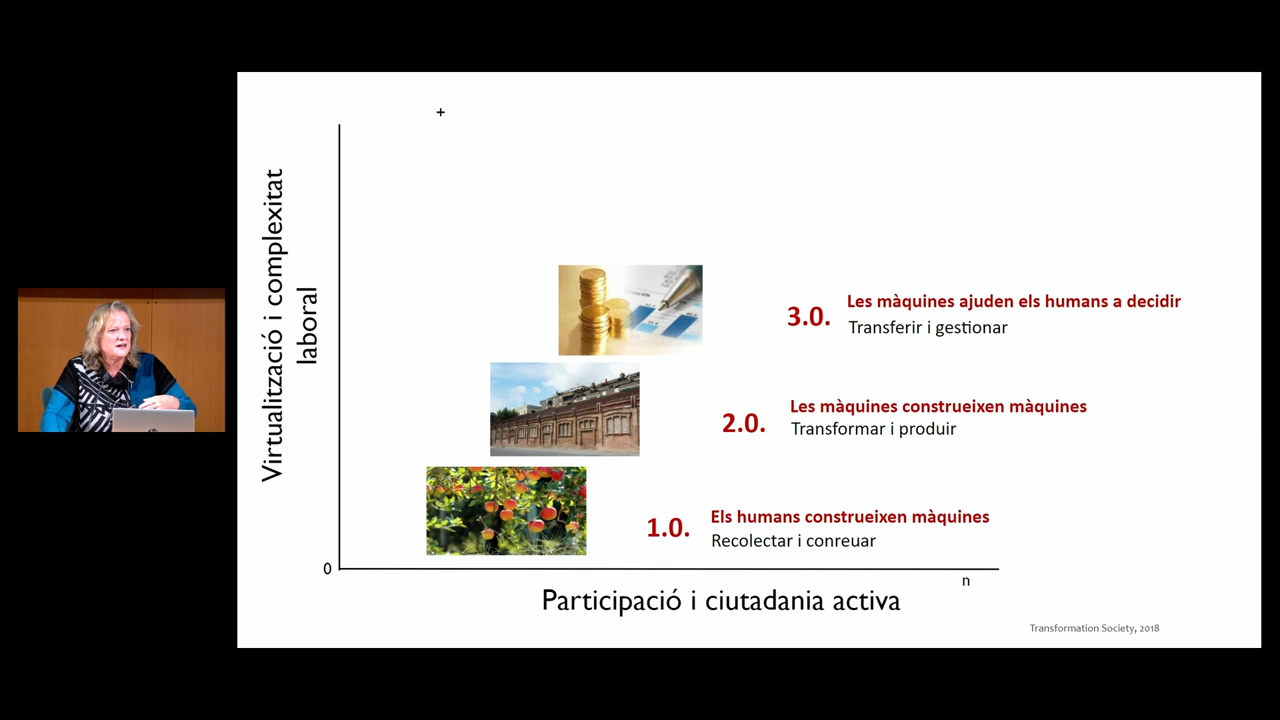 +
Virtualització i complexitat
laboral
3.0.
Les màquines ajuden els humans a decidir
Transferir i gestionar
2.0.
Les màquines construeixen màquines
Transformar i produir
1.0.
Els humans construeixen màquines
Recolectar i conreuar
0
n
Participació i ciutadania activa
Transformation Society, 2018